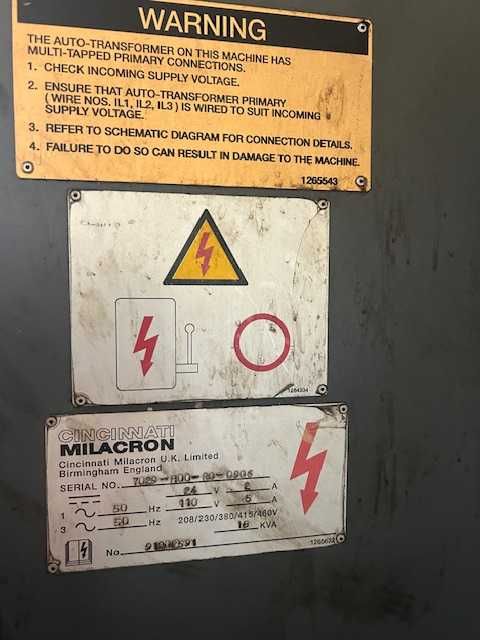 WARNING
THE AUTO-TRANSFORMER ON THIS MACHINE HAS
MULTI-TAPPED PRIMARY CONNECTIONS.
1. CHECK INCOMING SUPPLY VOLTAGE.
2. ENSURE THAT AUTO-TRANSFORMER PRIMARY
( WIRE NOS. IL1, IL2, IL3 ) IS WIRED TO SUIT INCOMING
SUPPLY VOLTAGE.
3. REFER TO SCHEMATIC DIAGRAM FOR CONNECTION DETAILS.
4. FAILURE TO DO SO CAN RESULT IN DAMAGE TO THE MACHINE.
1265543
1264934
CINCINNATI
MILACRON
Cincinnati Milacron U.K. Limited
Birmingham England
SERIAL NO.
24 V A
1 50 Hz 110 V 5 A
3 50 Hz 208/230/380/415/460V
KVA
No.